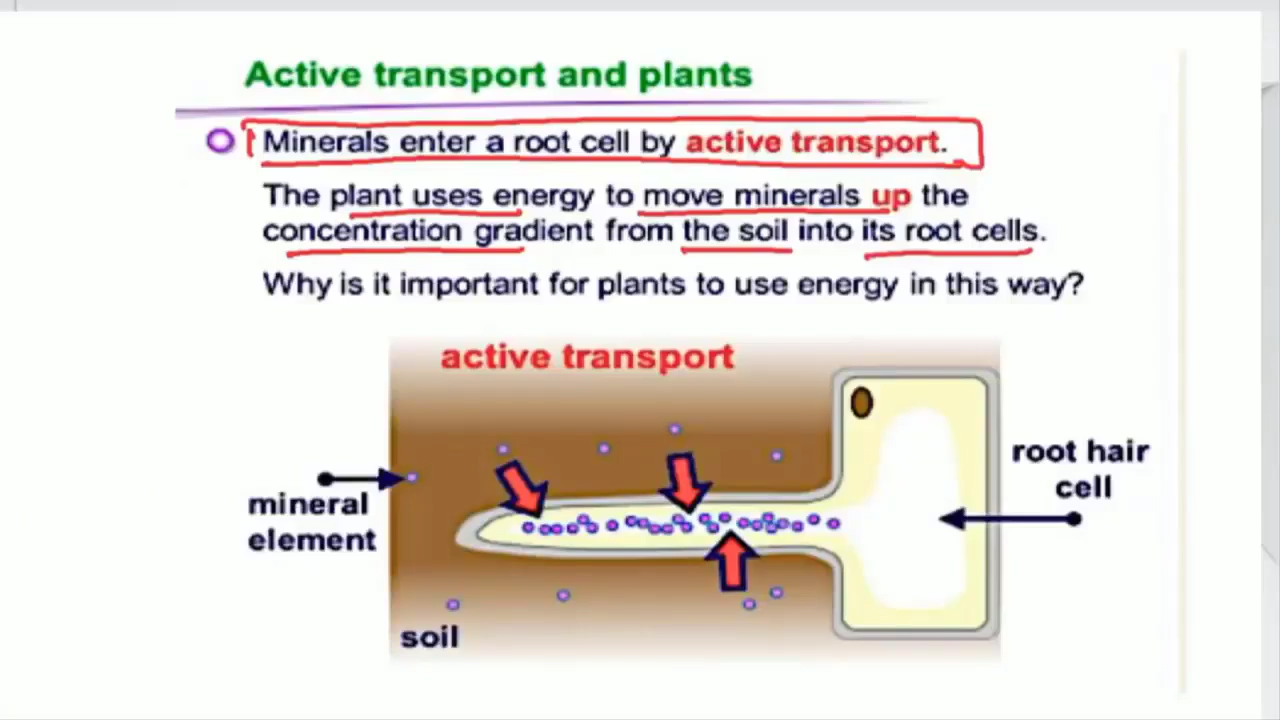 Active transport and plants
Minerals enter a root cell by active transport.
The plant uses energy to move minerals up the
concentration gradient from the soil into its root cells.
Why is it important for plants to use energy in this way?
active transport
root hair
cell
mineral
element
soil